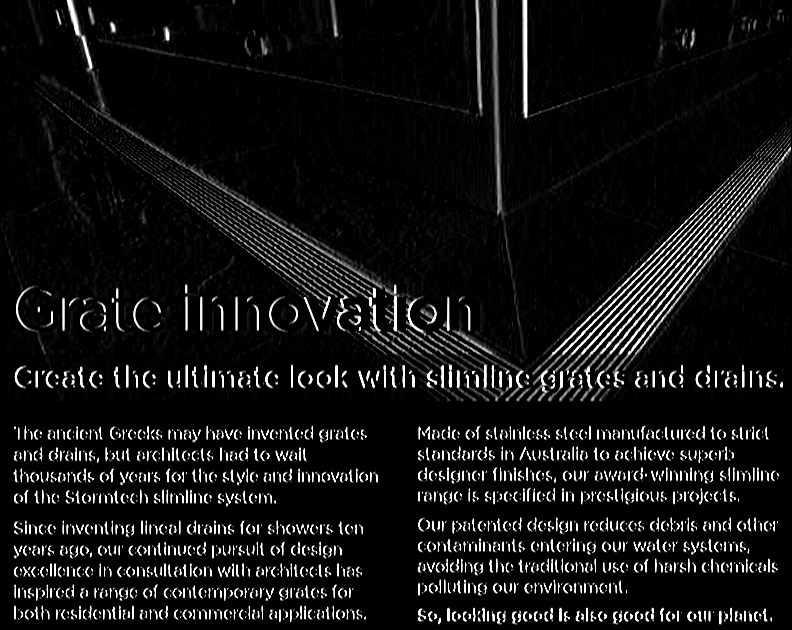 Grate innovation
Create the ultimate look with slimline grates and drains.
The ancient Greeks may have invented grates
and drains, but architects had to wait
thousands of years for the style and innovation
of the Stormtech slimline system.
Since inventing lineal drains for showers ten
years ago, our continued pursuit of design
excellence in consultation with architects has
inspired a range of contemporary grates for
both residential and commercial applications.
Made of stainless steel manufactured to strict
standards in Australia to achieve superb
designer finishes, our award-winning slimline
range is specified in prestigious projects.
Our patented design reduces debris and other
contaminants entering our water systems,
avoiding the traditional use of harsh chemicals
polluting our environment.
So, looking good is also good for our planet.